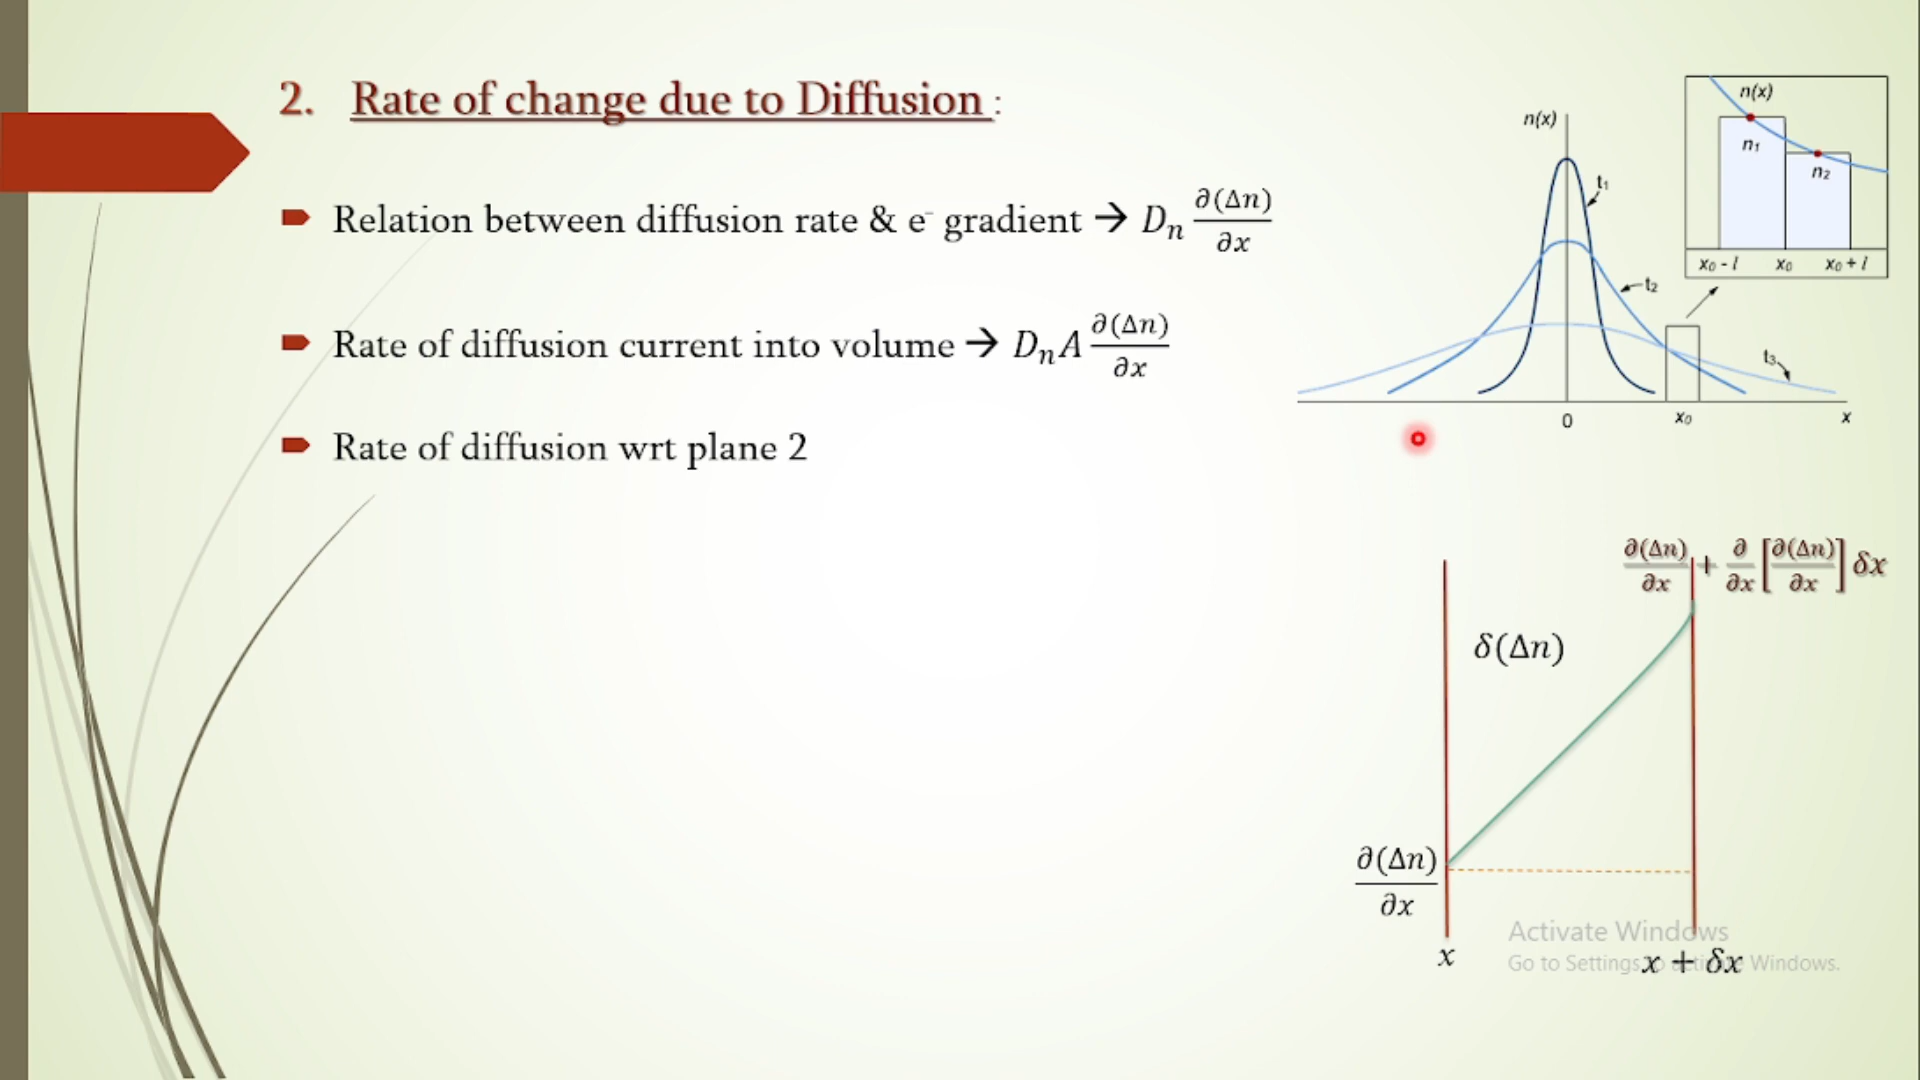 2. Rate of change due to Diffusion :
Relation between diffusion rate & e⁻ gradient → Dₙ ∂(Δn)/∂x
Rate of diffusion current into volume → DₙA ∂(Δn)/∂x
Rate of diffusion wrt plane 2
n(x)
t₁
t₂
t₃
0
x₀
x
n(x)
n₁
n₂
x₀ - l
x₀
x₀ + l
∂(Δn)/∂x + ∂/∂x [∂(Δn)/∂x] δx
δ(Δn)
∂(Δn)/∂x
x
x + δx
Activate Windows
Go to Settings to activate Windows.